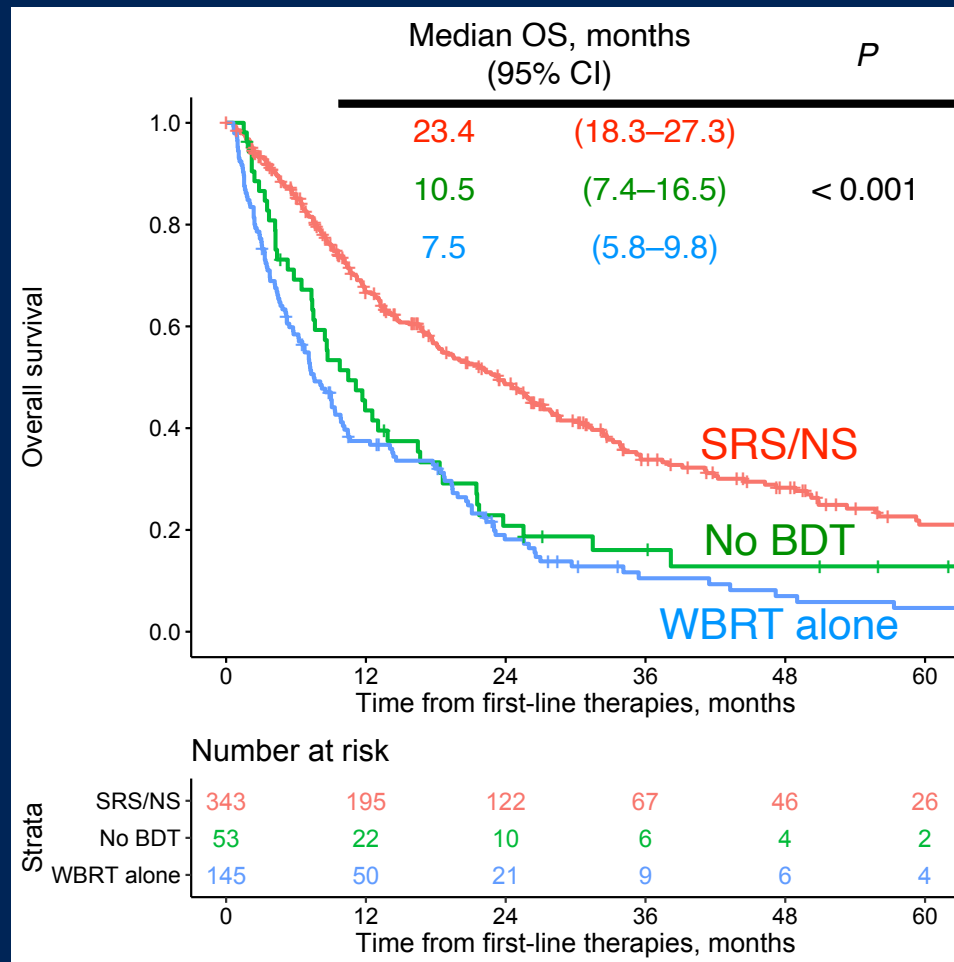 Median OS, months
(95% CI)
P
23.4 (18.3–27.3)
10.5 (7.4–16.5) < 0.001
7.5 (5.8–9.8)
Overall survival
1.0
0.8
0.6
0.4
0.2
0.0
SRS/NS
No BDT
WBRT alone
0 12 24 36 48 60
Time from first-line therapies, months
Number at risk
Strata
SRS/NS 343 195 122 67 46 26
No BDT 53 22 10 6 4 2
WBRT alone 145 50 21 9 6 4
0 12 24 36 48 60
Time from first-line therapies, months